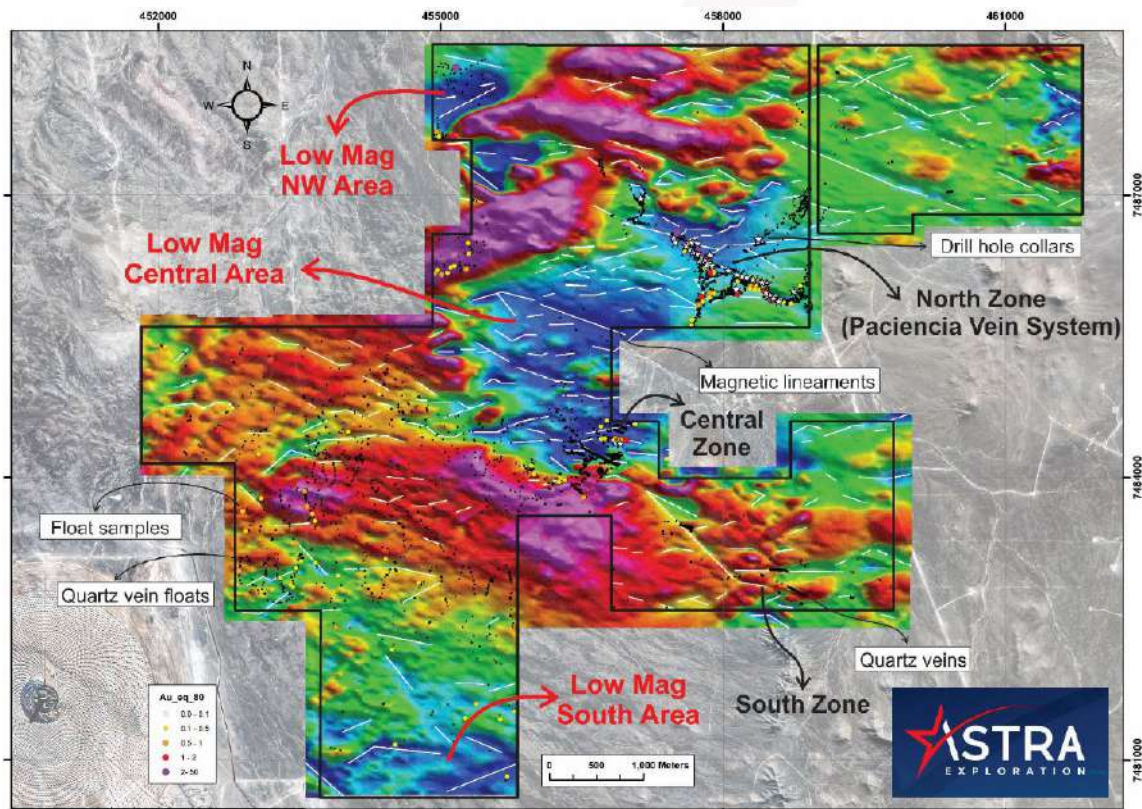 452000
455000
458000
461000
N
W
E
S
Low Mag
NW Area
7487000
7487000
Low Mag
Central Area
Drill hole collars
North Zone
(Paciencia Vein System)
Magnetic lineaments
Central
Zone
7484000
7484000
Float samples
Quartz vein floats
Quartz veins
Low Mag
South Area
South Zone
Au_eq_80
0.0 - 0.1
0.1 - 0.5
0.5 - 1
1 - 2
2- 50
0
500
1,000 Meters
ASTRA
EXPLORATION
7481000
7481000